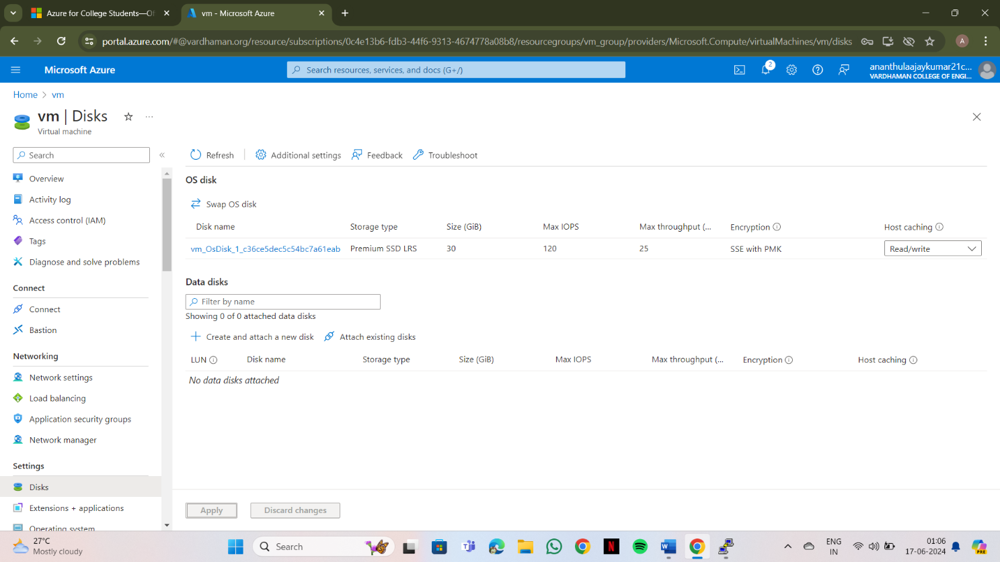 Azure for College Students—Of
vm - Microsoft Azure
portal.azure.com/#@vardhaman.org/resource/subscriptions/0c4e13b6-fdb3-44f6-9313-4674778a08b8/resourcegroups/vm_group/providers/Microsoft.Compute/virtualMachines/vm/disks
A
Microsoft Azure
Search resources, services, and docs (G+/)
2
ananthulaajaykumar21c...
VARDHAMAN COLLEGE OF ENGI...
Home > vm
vm | Disks
Virtual machine
Search
Refresh
Additional settings
Feedback
Troubleshoot
Overview
Activity log
Access control (IAM)
Tags
Diagnose and solve problems
Connect
Connect
Bastion
Networking
Network settings
Load balancing
Application security groups
Network manager
Settings
Disks
Extensions + applications
Operating system
OS disk
Swap OS disk
Disk name Storage type Size (GiB) Max IOPS Max throughput (... Encryption Host caching
vm_OsDisk_1_c36ce5dec5c54bc7a61eab Premium SSD LRS 30 120 25 SSE with PMK Read/write
Data disks
Filter by name
Showing 0 of 0 attached data disks
Create and attach a new disk
Attach existing disks
LUN Disk name Storage type Size (GiB) Max IOPS Max throughput (... Encryption Host caching
No data disks attached
Apply
Discard changes
27°C
Mostly cloudy
Search
ENG
IN
01:06
17-06-2024
PRE